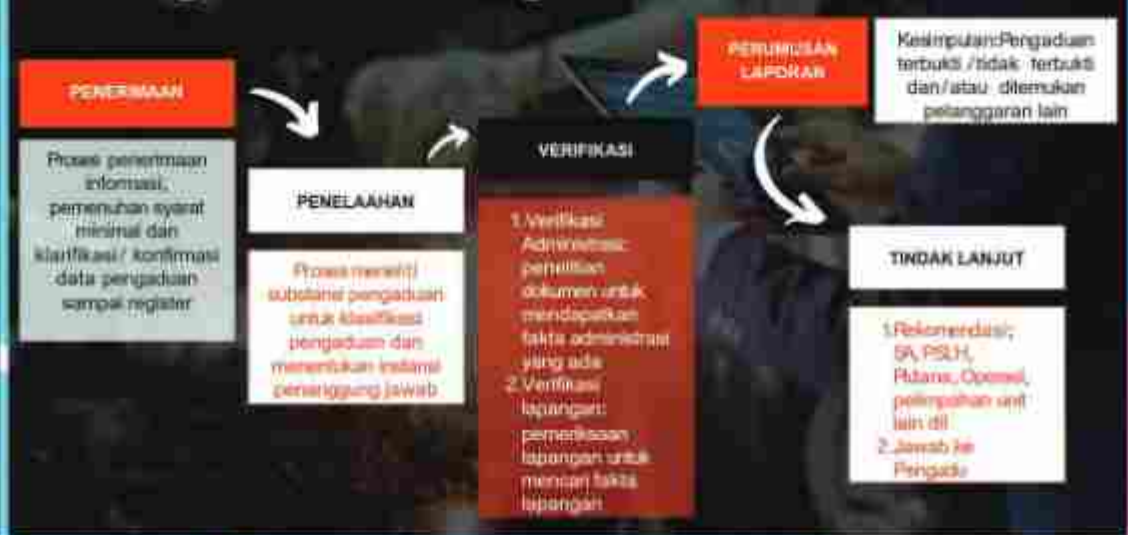 PENERIMAAN
Proses penerimaan
informasi,
pemenuhan syarat
minimal dan
klarifikasi/ konfirmasi
data pengaduan
sampai register
PENELAAHAN
Proses meneliti
substansi pengaduan
untuk klasifikasi
pengaduan dan
menentukan instansi
penanggung jawab
VERIFIKASI
1. Verifikasi
Administrasi:
penelitian
dokumen untuk
mendapatkan
fakta administrasi
yang ada
2. Verifikasi
lapangan:
pemeriksaan
lapangan untuk
mencari fakta
lapangan
PERUMUSAN
LAPORAN
Kesimpulan:Pengaduan
terbukti /tidak terbukti
dan/atau ditemukan
pelanggaran lain
TINDAK LANJUT
1.Rekomendasi;
SA, PSLH,
Pidana, Operasi,
pelimpahan unit
lain dll
2. Jawab ke
Pengadu